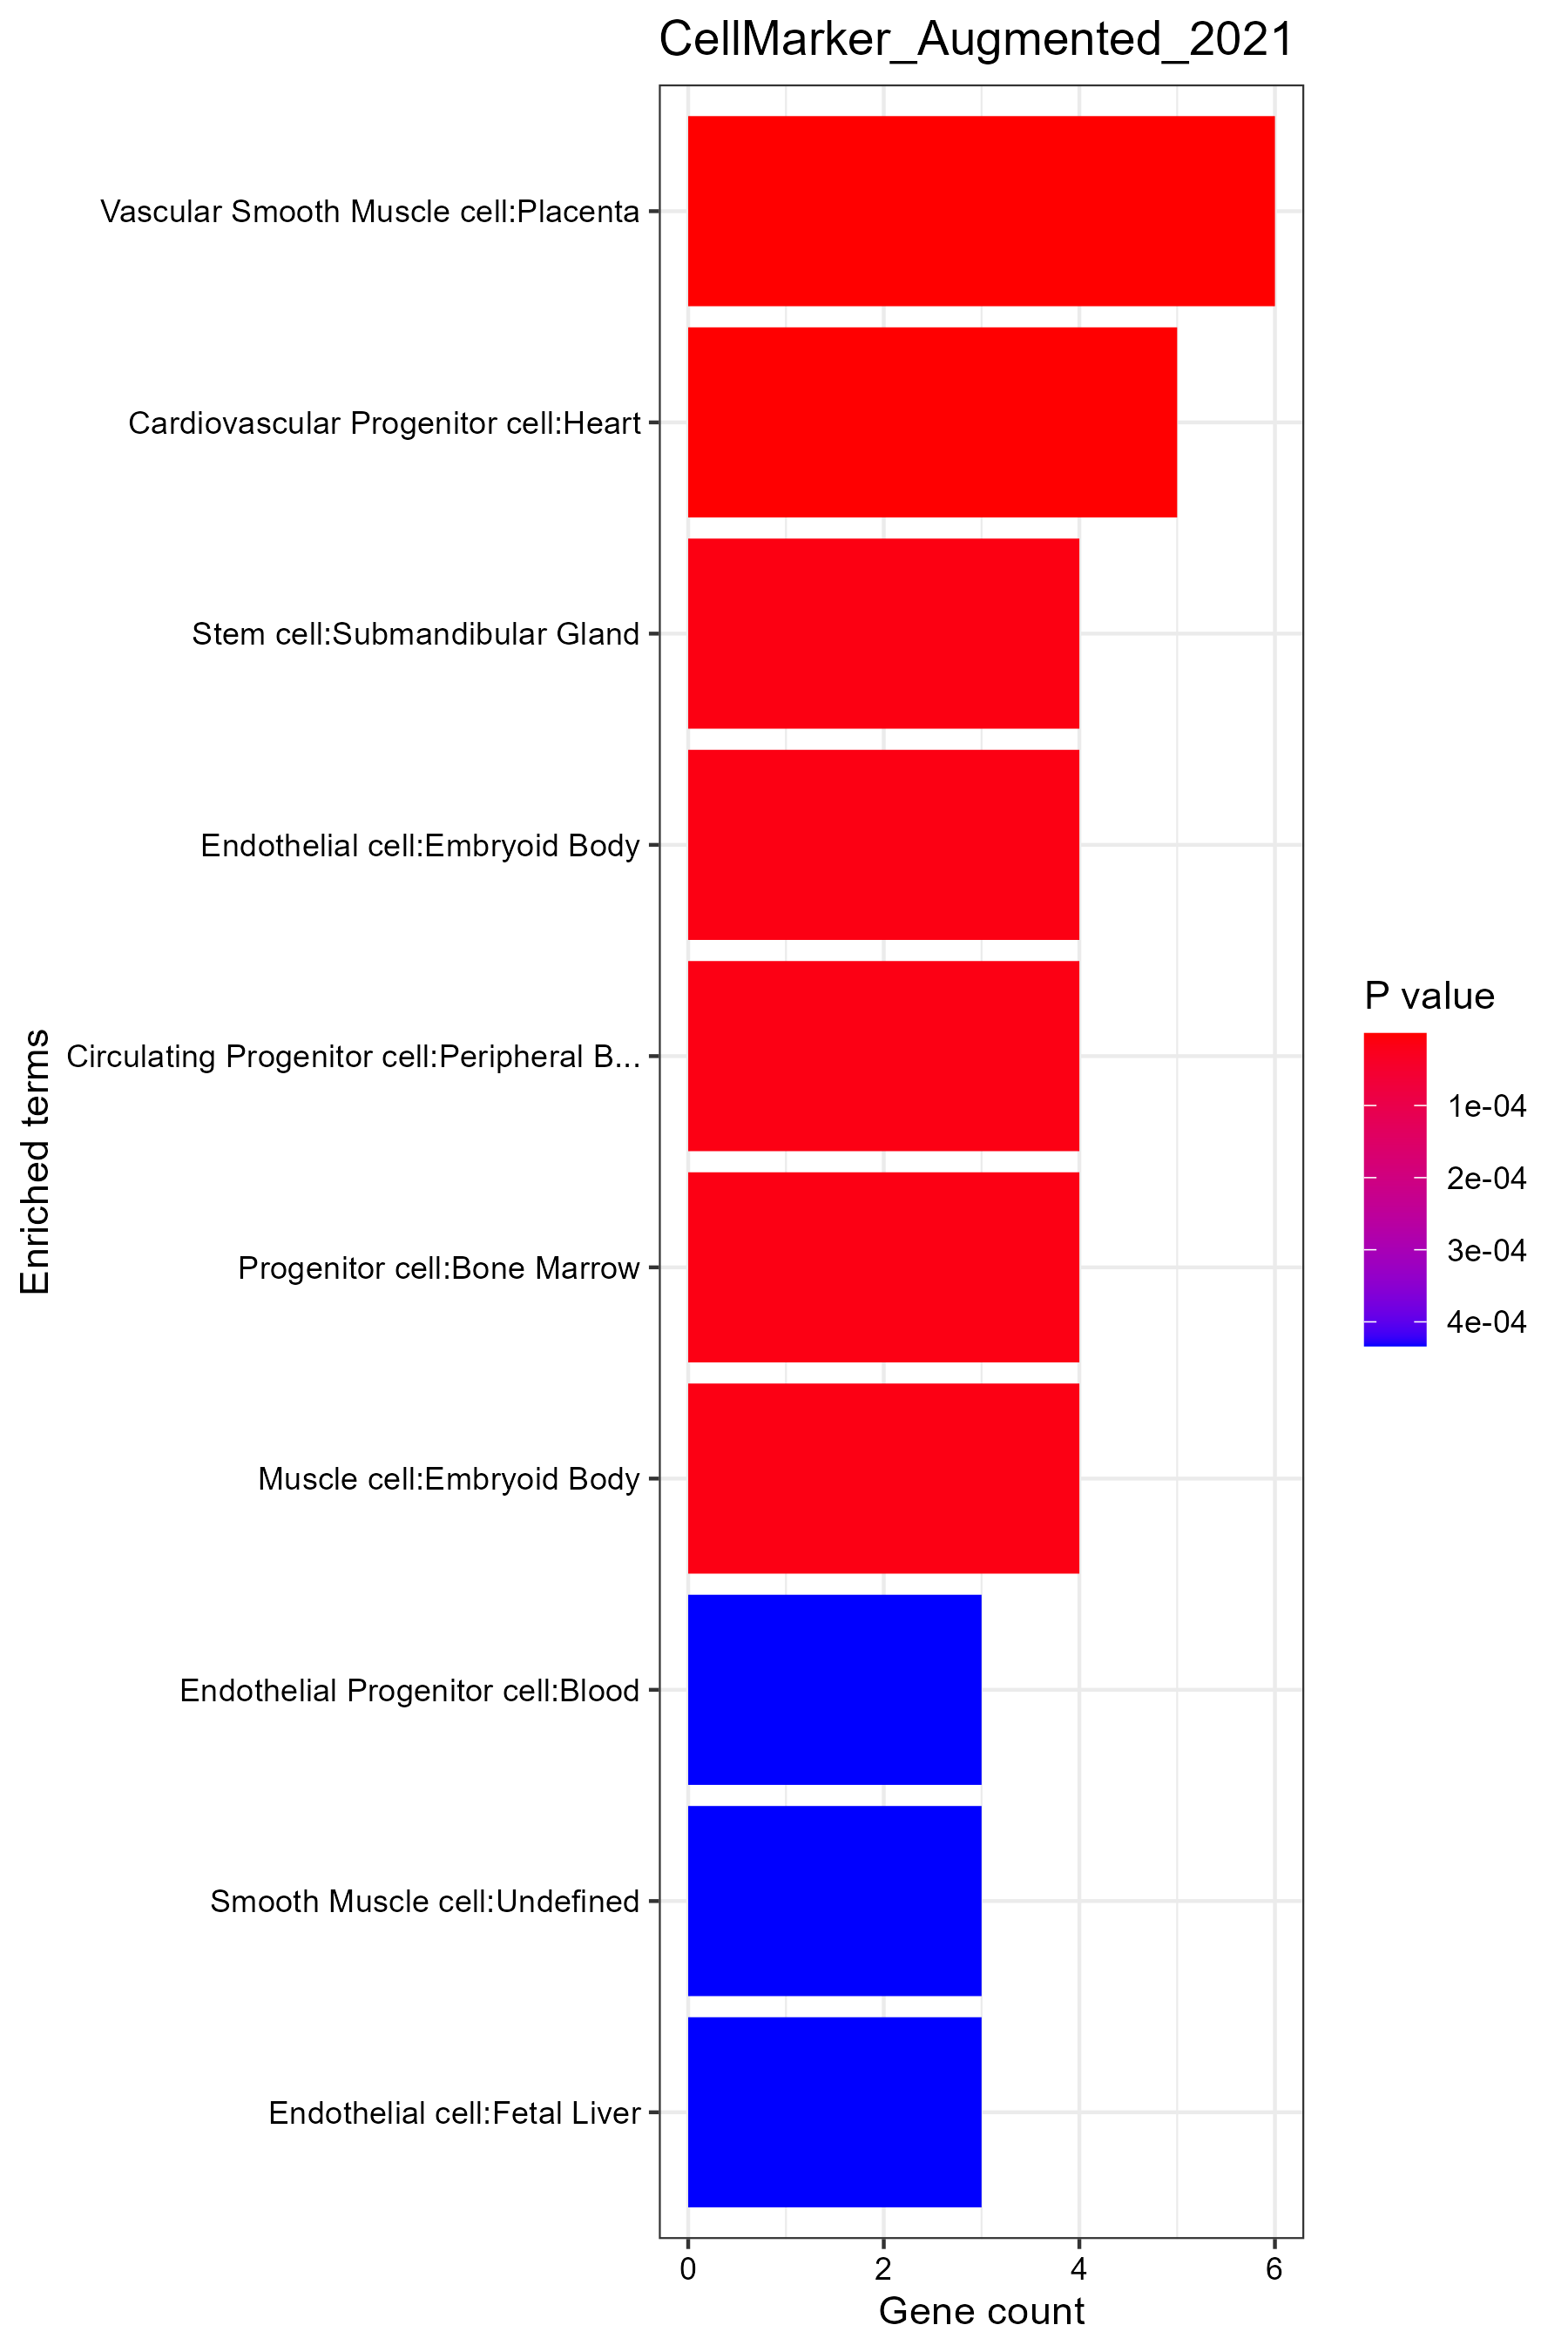 CellMarker_Augmented_2021
Vascular Smooth Muscle cell:Placenta
Cardiovascular Progenitor cell:Heart
Stem cell:Submandibular Gland
Endothelial cell:Embryoid Body
Circulating Progenitor cell:Peripheral B...
Progenitor cell:Bone Marrow
Muscle cell:Embryoid Body
Endothelial Progenitor cell:Blood
Smooth Muscle cell:Undefined
Endothelial cell:Fetal Liver
Enriched terms
0 2 4 6
Gene count
P value
1e-04
2e-04
3e-04
4e-04